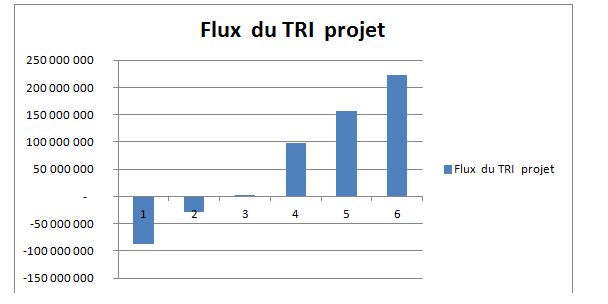 Flux du TRI projet
250 000 000
200 000 000
150 000 000
100 000 000
50 000 000
-
-50 000 000
-100 000 000
-150 000 000
1 2 3 4 5 6
Flux du TRI projet